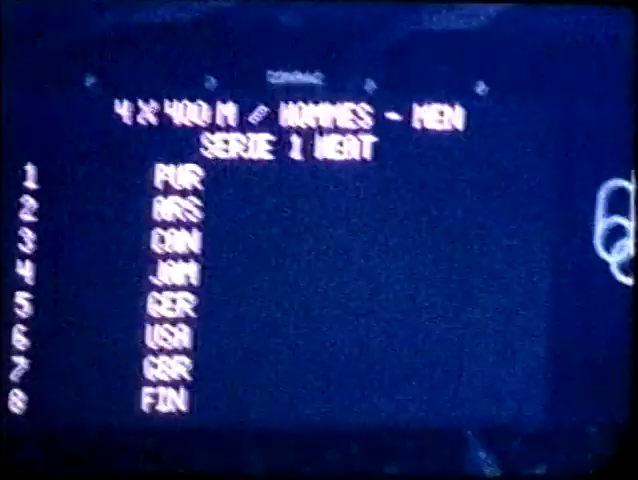 4 X 400 M / HOMMES - MEN
SERIE 1 HEAT
1 PUR
2 ARS
3 CAN
4 JAM
5 GER
6 USA
7 GBR
8 FIN